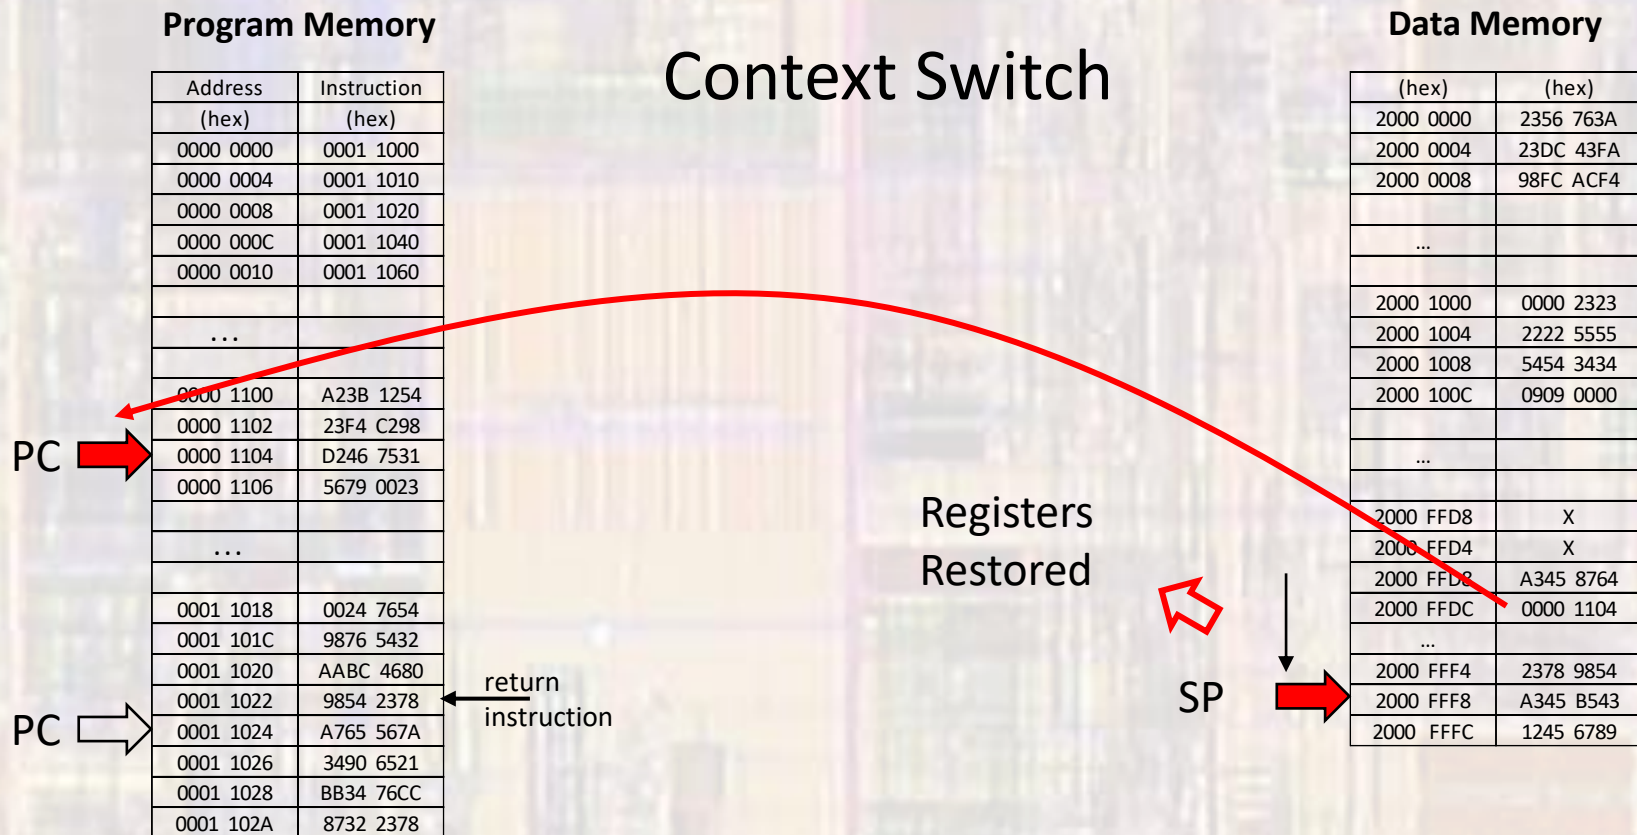 Program Memory
Context Switch
Data Memory
Address Instruction
(hex) (hex)
0000 0000 0001 1000
0000 0004 0001 1010
0000 0008 0001 1020
0000 000C 0001 1040
0000 0010 0001 1060
...
0000 1100 A23B 1254
0000 1102 23F4 C298
PC
0000 1104 D246 7531
0000 1106 5679 0023
...
0001 1018 0024 7654
0001 101C 9876 5432
0001 1020 AABC 4680
0001 1022 9854 2378
PC
0001 1024 A765 567A
0001 1026 3490 6521
0001 1028 BB34 76CC
0001 102A 8732 2378
return
instruction
Registers
Restored
SP
(hex) (hex)
2000 0000 2356 763A
2000 0004 23DC 43FA
2000 0008 98FC ACF4
...
2000 1000 0000 2323
2000 1004 2222 5555
2000 1008 5454 3434
2000 100C 0909 0000
...
2000 FFD8 X
2000 FFD4 X
2000 FFD8 A345 8764
2000 FFDC 0000 1104
...
2000 FFF4 2378 9854
2000 FFF8 A345 B543
2000 FFFC 1245 6789